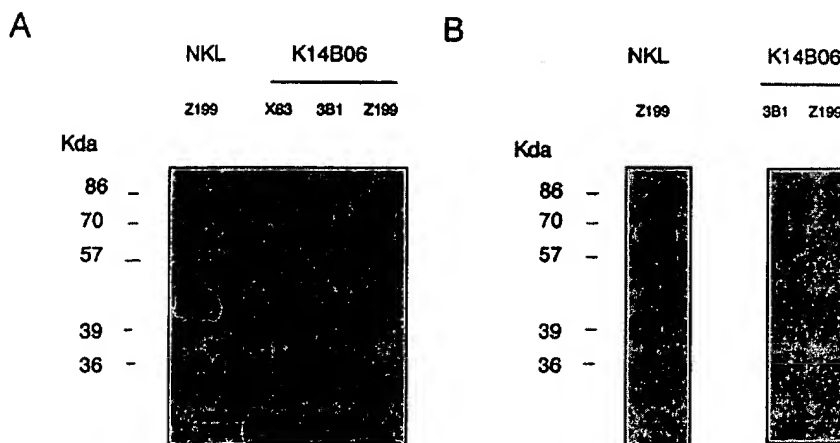 A
NKL K14B06
Z199 X63 3B1 Z199
Kda
86
70
57
39
36
B
NKL K14B06
Z199 3B1 Z199
Kda
86
70
57
39
36